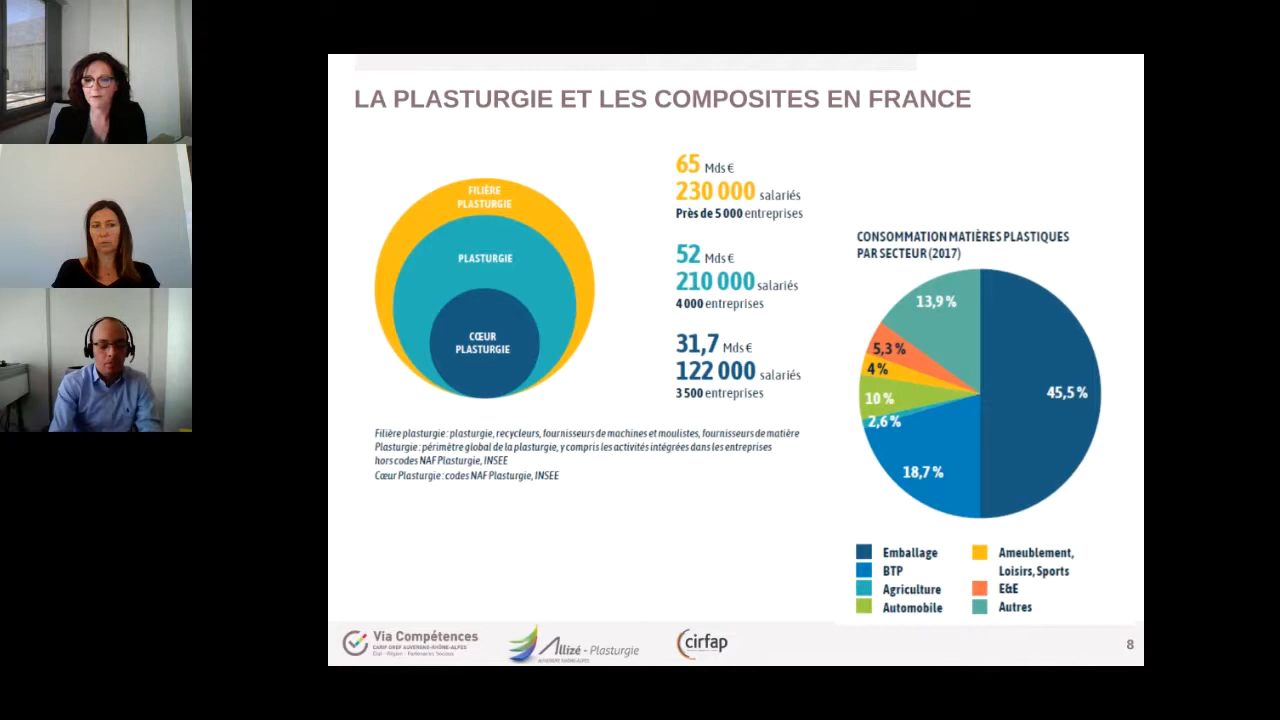 LA PLASTURGIE ET LES COMPOSITES EN FRANCE
FILIÈRE
PLASTURGIE
PLASTURGIE
CŒUR
PLASTURGIE
65 Mds €
230 000 salariés
Près de 5 000 entreprises
52 Mds €
210 000 salariés
4 000 entreprises
31,7 Mds €
122 000 salariés
3 500 entreprises
Filière plasturgie : plasturgie, recycleurs, fournisseurs de machines et moulistes, fournisseurs de matière
Plasturgie : périmètre global de la plasturgie, y compris les activités intégrées dans les entreprises
hors codes NAF Plasturgie, INSEE
Cœur Plasturgie : codes NAF Plasturgie, INSEE
CONSOMMATION MATIÈRES PLASTIQUES
PAR SECTEUR (2017)
13,9 %
5,3 %
4 %
10 %
2,6 %
18,7 %
45,5 %
Emballage
BTP
Agriculture
Automobile
Ameublement,
Loisirs, Sports
E&E
Autres
Via Compétences
CARIF OREF AUVERGNE-RHÔNE-ALPES
État - Région - Partenaires Sociaux
Allizé - Plasturgie
AUVERGNE RHÔNE-ALPES
cirfap
8